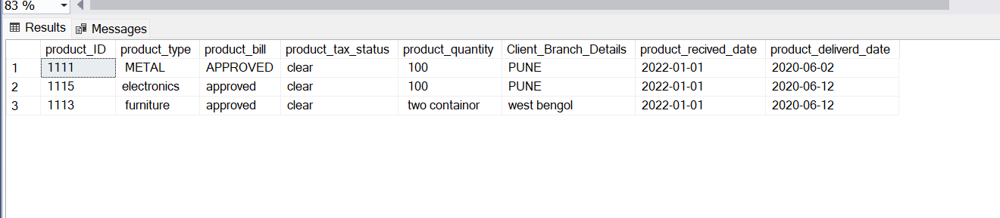 83 %
Results Messages
product_ID product_type product_bill product_tax_status product_quantity Client_Branch_Details product_recived_date product_deliverd_date
1 1111 METAL APPROVED clear 100 PUNE 2022-01-01 2020-06-02
2 1115 electronics approved clear 100 PUNE 2022-01-01 2020-06-12
3 1113 furniture approved clear two containor west bengol 2022-01-01 2020-06-12